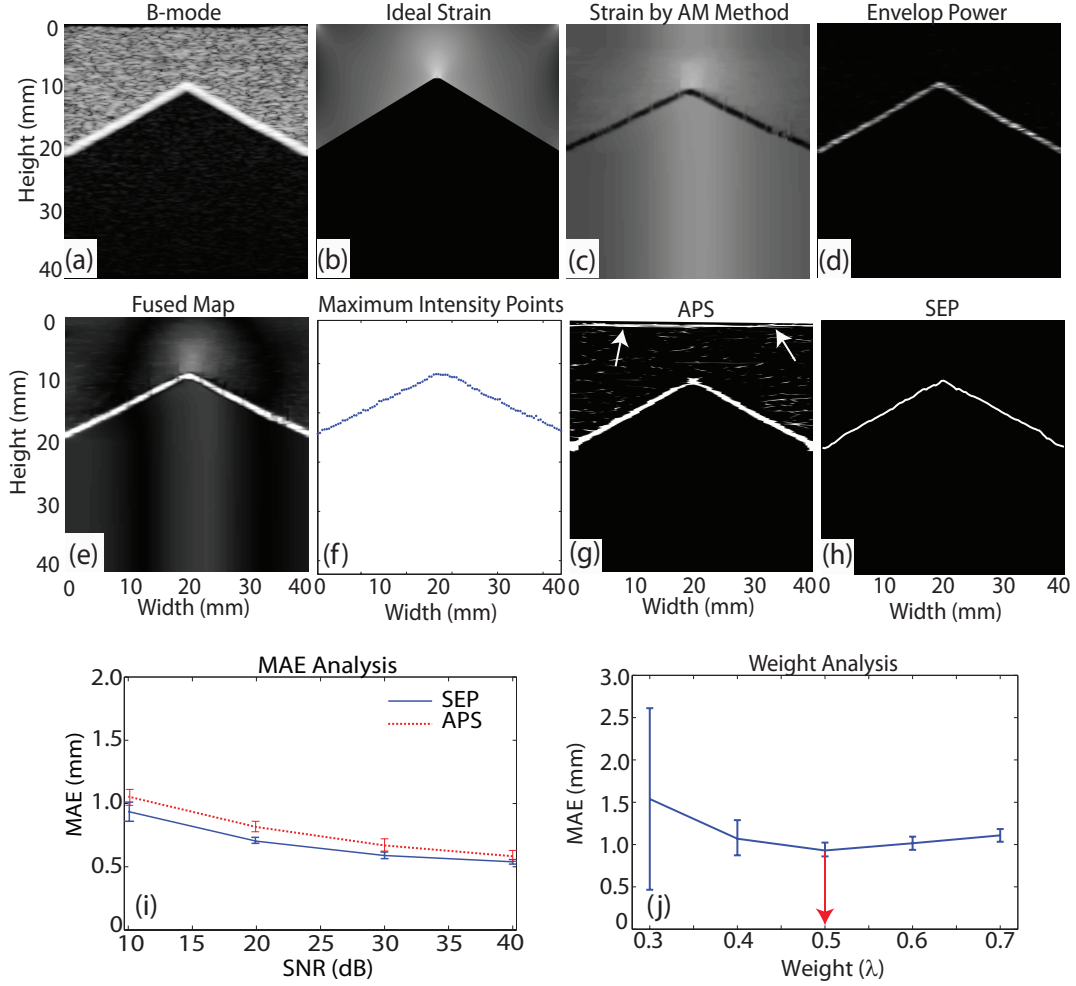 B-mode
Ideal Strain
Strain by AM Method
Envelop Power
0
10
20
30
40
Height (mm)
(a)
(b)
(c)
(d)
Fused Map
Maximum Intensity Points
APS
SEP
0
10
20
30
40
Height (mm)
(e)
(f)
(g)
(h)
0 10 20 30 40
0 10 20 30 40
0 10 20 30 40
0 10 20 30 40
Width (mm)
Width (mm)
Width (mm)
Width (mm)
MAE Analysis
2.0
1.5
1.0
0.5
0
MAE (mm)
SEP
APS
(i)
10 15 20 25 30 35 40
SNR (dB)
Weight Analysis
3.0
2.5
2.0
1.5
1.0
0.5
0
MAE (mm)
(j)
0.3 0.4 0.5 0.6 0.7
Weight (λ)